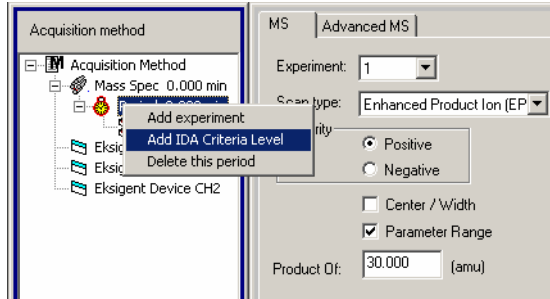 Acquisition method
Acquisition Method
Mass Spec 0.000 min
Add experiment
Add IDA Criteria Level
Delete this period
Eksigent Device CH2
MS
Advanced MS
Experiment: 1
type: Enhanced Product Ion (EP
Positive
Negative
Center / Width
Parameter Range
Product Of: 30.000 (amu)